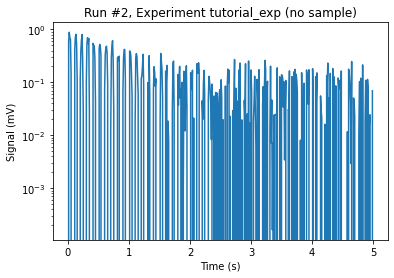 Run #2, Experiment tutorial_exp (no sample)
Signal (mV)
10⁰
10⁻¹
10⁻²
10⁻³
0 1 2 3 4 5
Time (s)